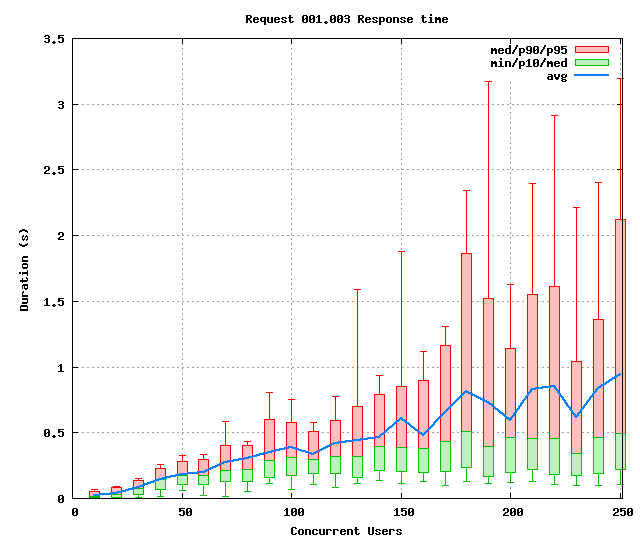 Request 001.003 Response time
3.5
med/p90/p95
min/p10/med
avg
3
2.5
2
Duration (s)
1.5
1
0.5
0
0 50 100 150 200 250
Concurrent Users